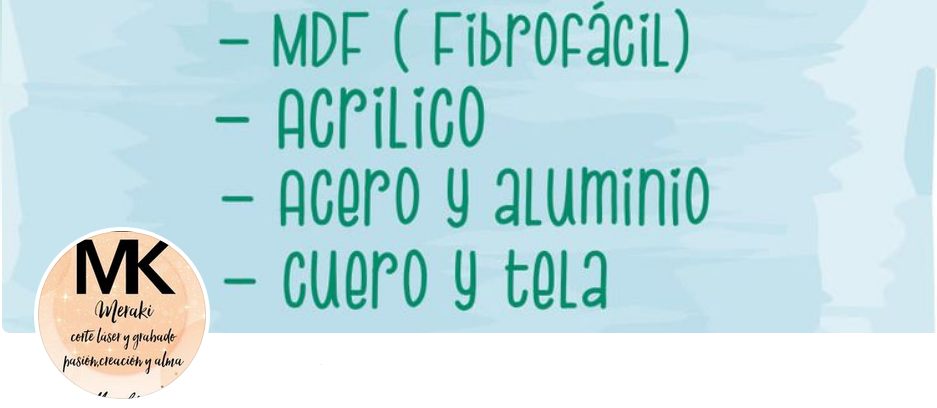 - MDF ( Fibrofácil)
- Acrilico
- Acero y aluminio
- cuero y tela
MK
Meraki
corte láser y grabado
pasión,creación y alma